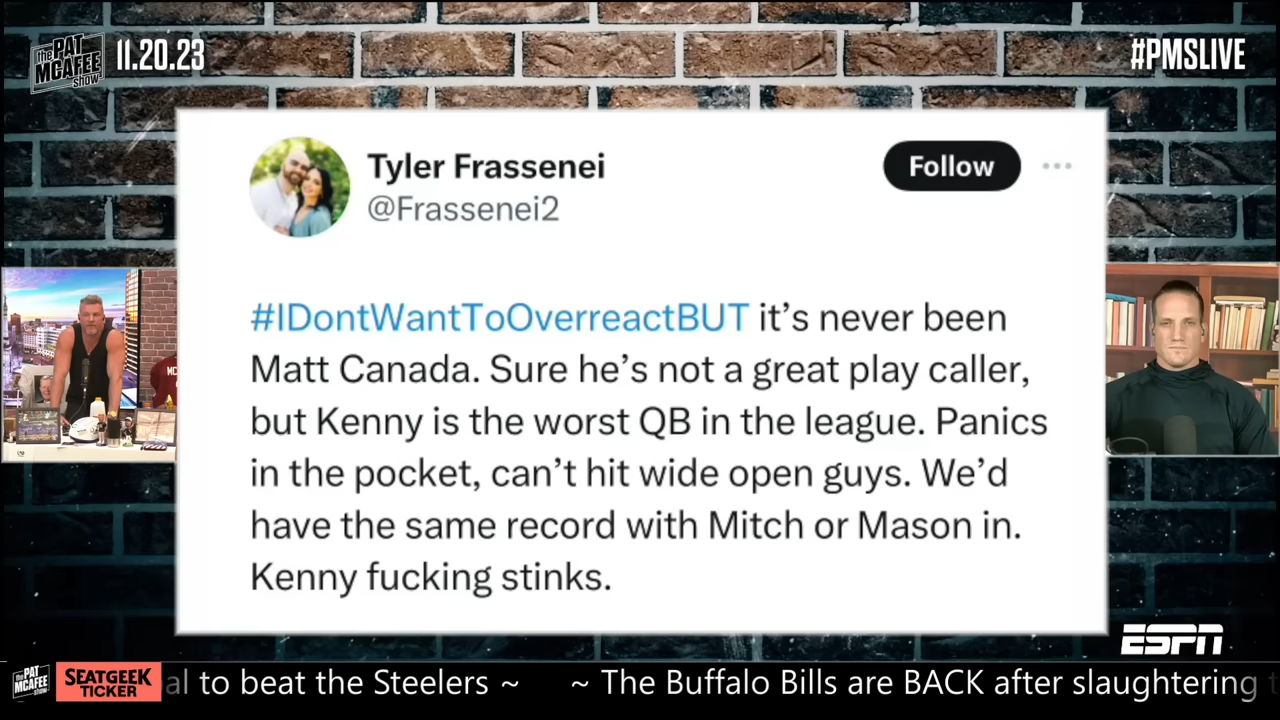 the PAT MCAFEE show
11.20.23
#PMSLIVE
Tyler Frassenei
@Frassenei2
Follow
#IDontWantToOverreactBUT it's never been
Matt Canada. Sure he's not a great play caller,
but Kenny is the worst QB in the league. Panics
in the pocket, can't hit wide open guys. We'd
have the same record with Mitch or Mason in.
Kenny fucking stinks.
ESPN
the PAT MCAFEE show
SEATGEEK
TICKER
al to beat the Steelers ~ ~ The Buffalo Bills are BACK after slaughtering